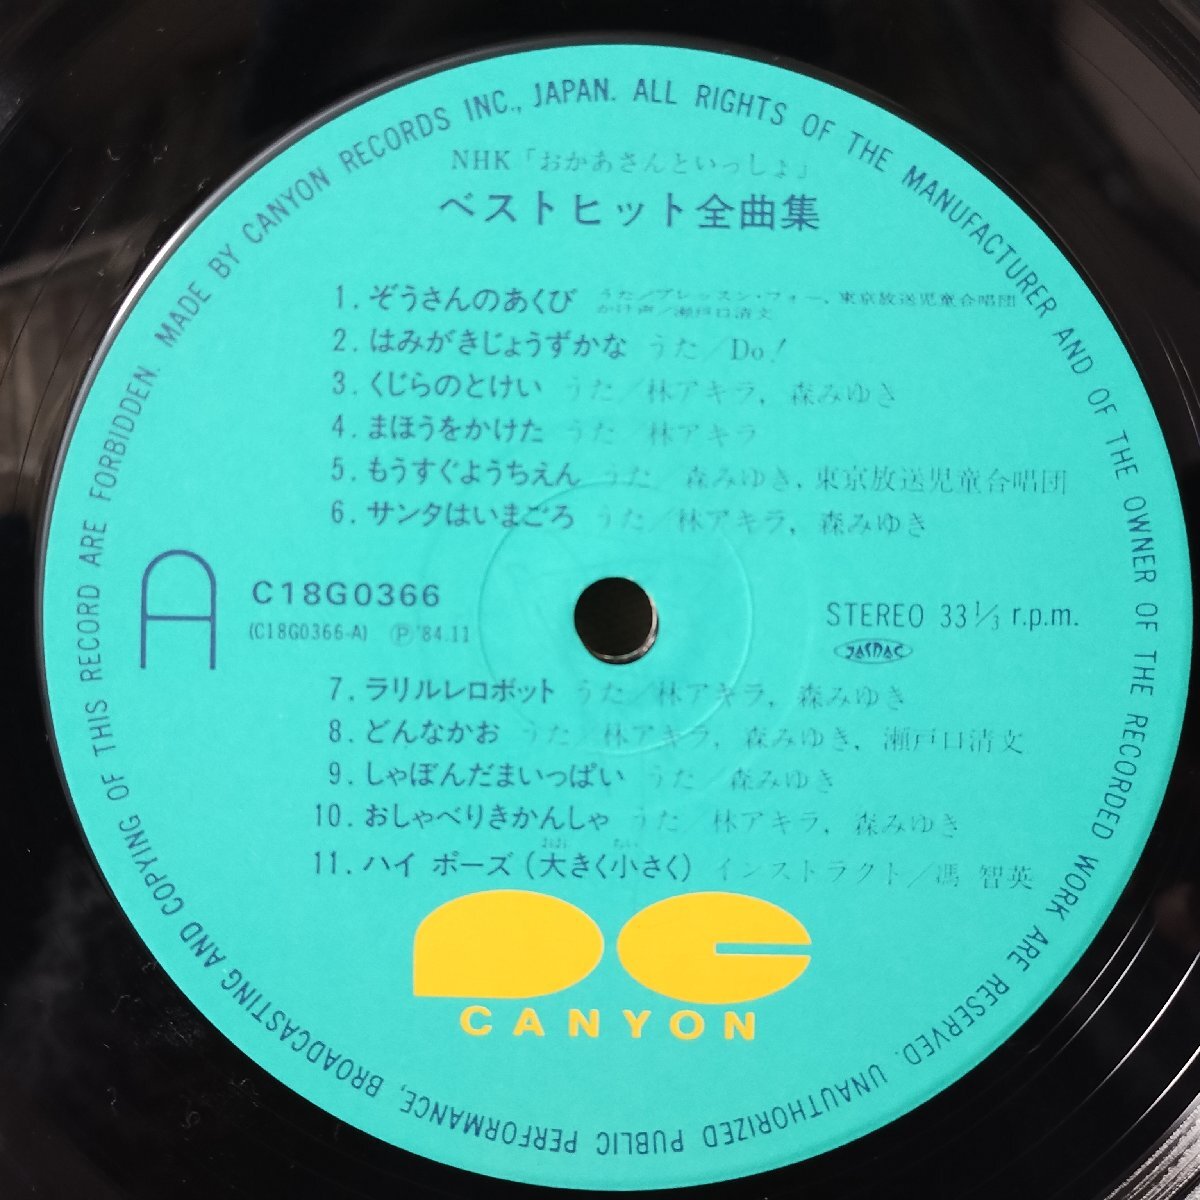 MADE BY CANYON RECORDS INC., JAPAN. ALL RIGHTS OF THE MANUFACTURER AND OF THE OWNER OF THE RECORDED WORK ARE RESERVED. UNAUTHORIZED PUBLIC PERFORMANCE, BROADCASTING AND COPYING OF THIS RECORD ARE FORBIDDEN.
NHK「おかあさんといっしょ」
ベストヒット全曲集
1. ぞうさんのあくび うた/ブレッスン・フォー, 東京放送児童合唱団
かけ声/瀬戸口清文
2. はみがきじょうずかな うた/Do!
3. くじらのとけい うた/林アキラ, 森みゆき
4. まほうをかけた うた/林アキラ
5. もうすぐようちえん うた/森みゆき, 東京放送児童合唱団
6. サンタはいまごろ うた/林アキラ, 森みゆき
A
C18G0366
(C18G0366-A) Ⓟ'84.11
STEREO 33 1/3 r.p.m.
JASRAC
7. ラリルレロボット うた/林アキラ, 森みゆき
8. どんなかお うた/林アキラ, 森みゆき, 瀬戸口清文
9. しゃぼんだまいっぱい うた/森みゆき
10. おしゃべりきかんしゃ うた/林アキラ, 森みゆき
おお ちい
11. ハイ ポーズ (大きく小さく) インストラクト/馮 智英
PC
CANYON